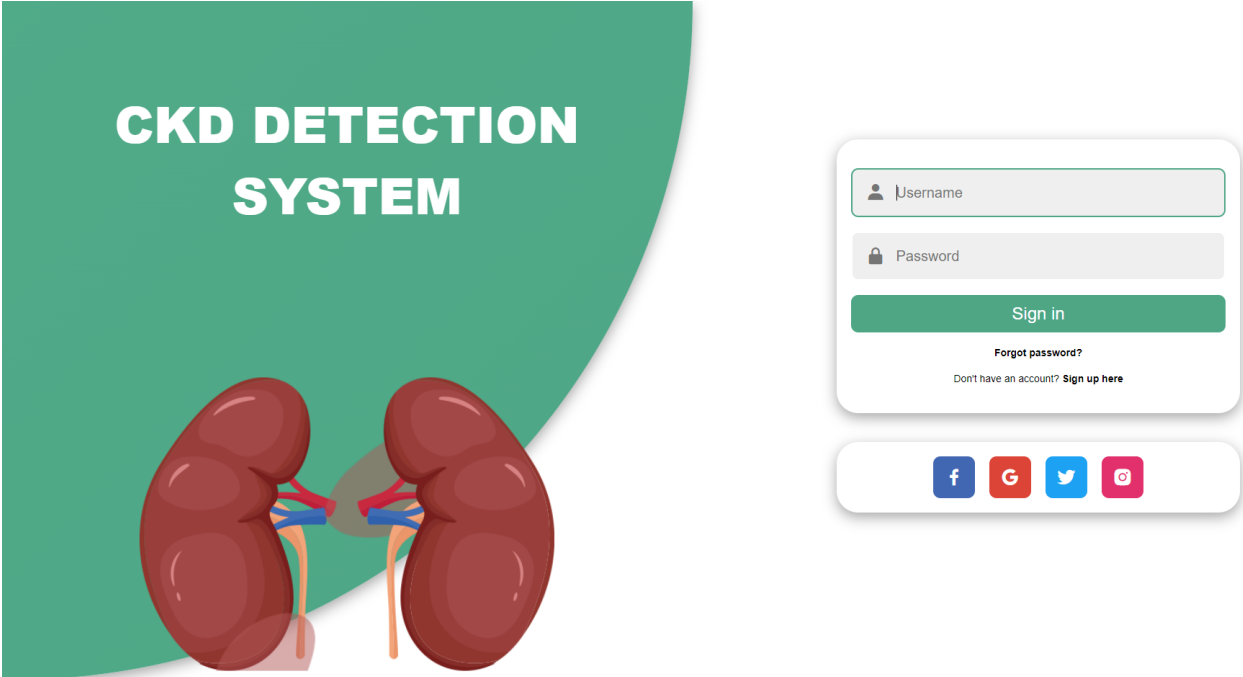 CKD DETECTION
SYSTEM
Username
Password
Sign in
Forgot password?
Don't have an account? Sign up here